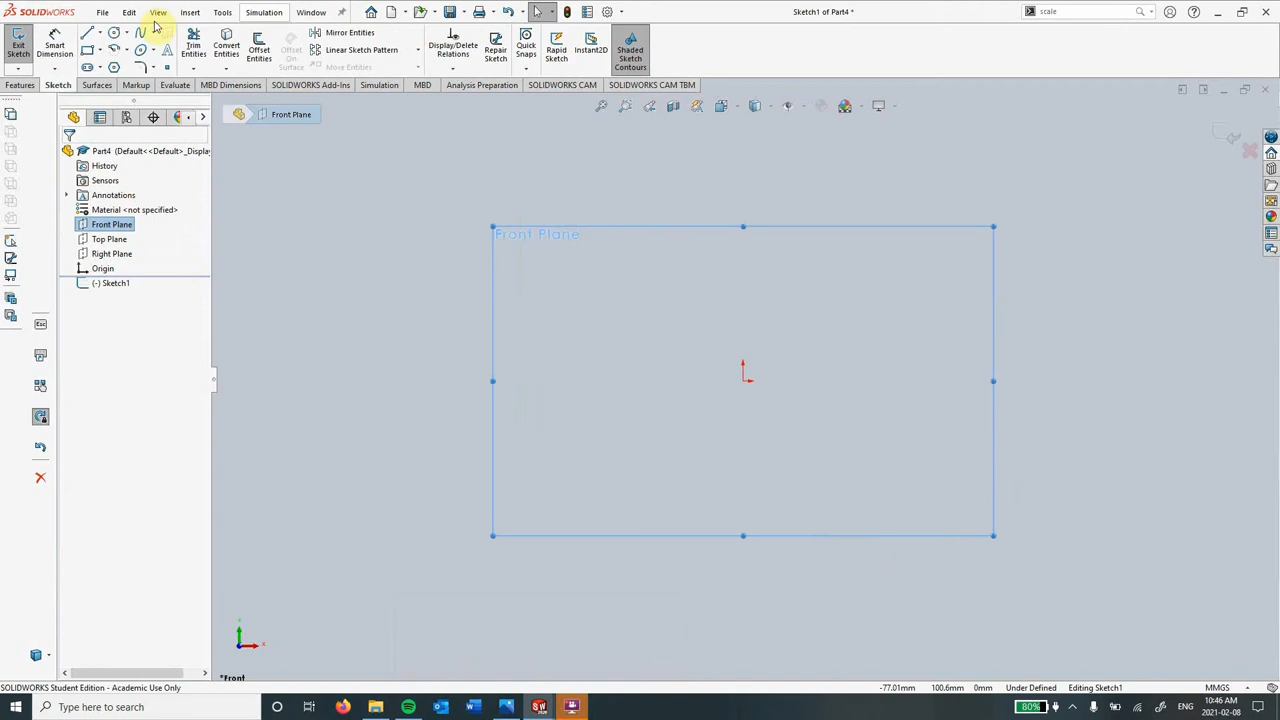 SOLIDWORKS File Edit View Insert Tools Simulation Window Sketch1 of Part4 * scale
Exit Sketch
Smart Dimension
Trim Entities
Convert Entities
Offset Entities
Offset On Surface
Mirror Entities
Linear Sketch Pattern
Move Entities
Display/Delete Relations
Repair Sketch
Quick Snaps
Rapid Sketch
Instant2D
Shaded Sketch Contours
Features Sketch Surfaces Markup Evaluate MBD Dimensions SOLIDWORKS Add-Ins Simulation MBD Analysis Preparation SOLIDWORKS CAM SOLIDWORKS CAM TBM
Front Plane
Part4 (Default<<Default>_Display
History
Sensors
Annotations
Material <not specified>
Front Plane
Top Plane
Right Plane
Origin
(-) Sketch1
Esc
Front Plane
*Front
SOLIDWORKS Student Edition - Academic Use Only -77.01mm 100.6mm 0mm Under Defined Editing Sketch1 MMGS
Type here to search 80% 10:46 AM
2021-02-08